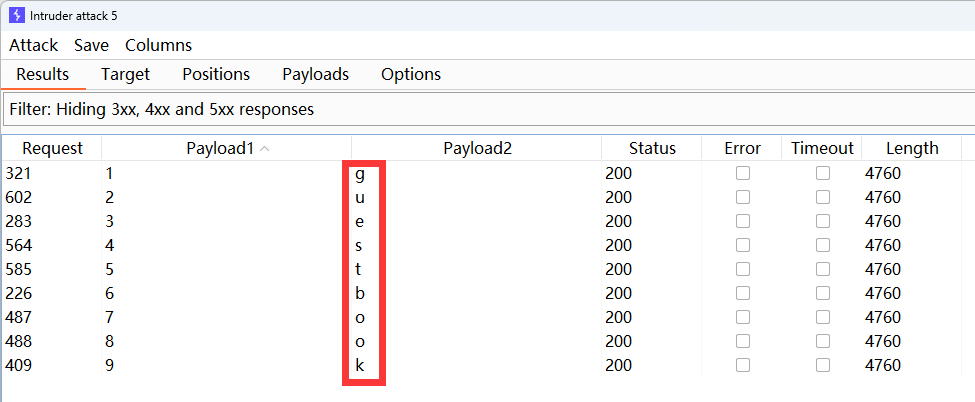 Intruder attack 5
Attack Save Columns
Results Target Positions Payloads Options
Filter: Hiding 3xx, 4xx and 5xx responses
Request Payload1 Payload2 Status Error Timeout Length
321 1 g 200 4760
602 2 u 200 4760
283 3 e 200 4760
564 4 s 200 4760
585 5 t 200 4760
226 6 b 200 4760
487 7 o 200 4760
488 8 o 200 4760
409 9 k 200 4760